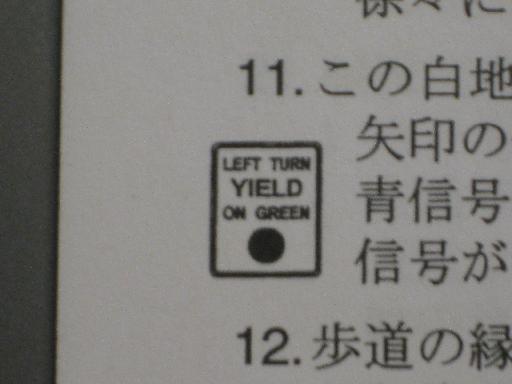 徐々に
11. この白地
矢印の
LEFT TURN
YIELD
ON GREEN
青信号
信号が
12. 歩道の縁